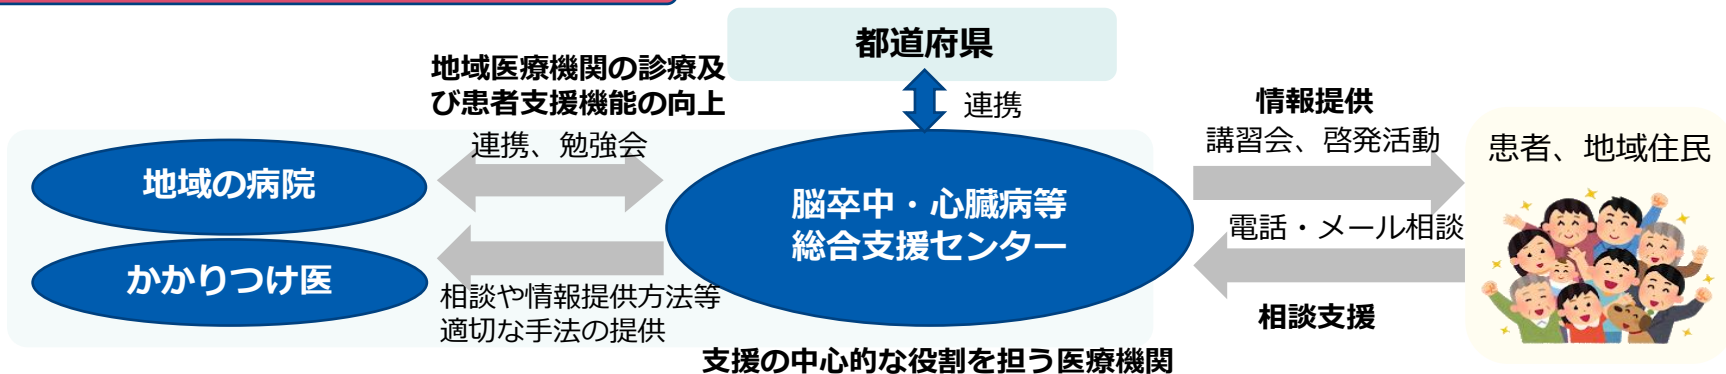 都道府県
連携
地域医療機関の診療及
び患者支援機能の向上
連携、勉強会
地域の病院
かかりつけ医
相談や情報提供方法等
適切な手法の提供
脳卒中・心臓病等
総合支援センター
支援の中心的な役割を担う医療機関
情報提供
講習会、啓発活動
電話・メール相談
相談支援
患者、地域住民